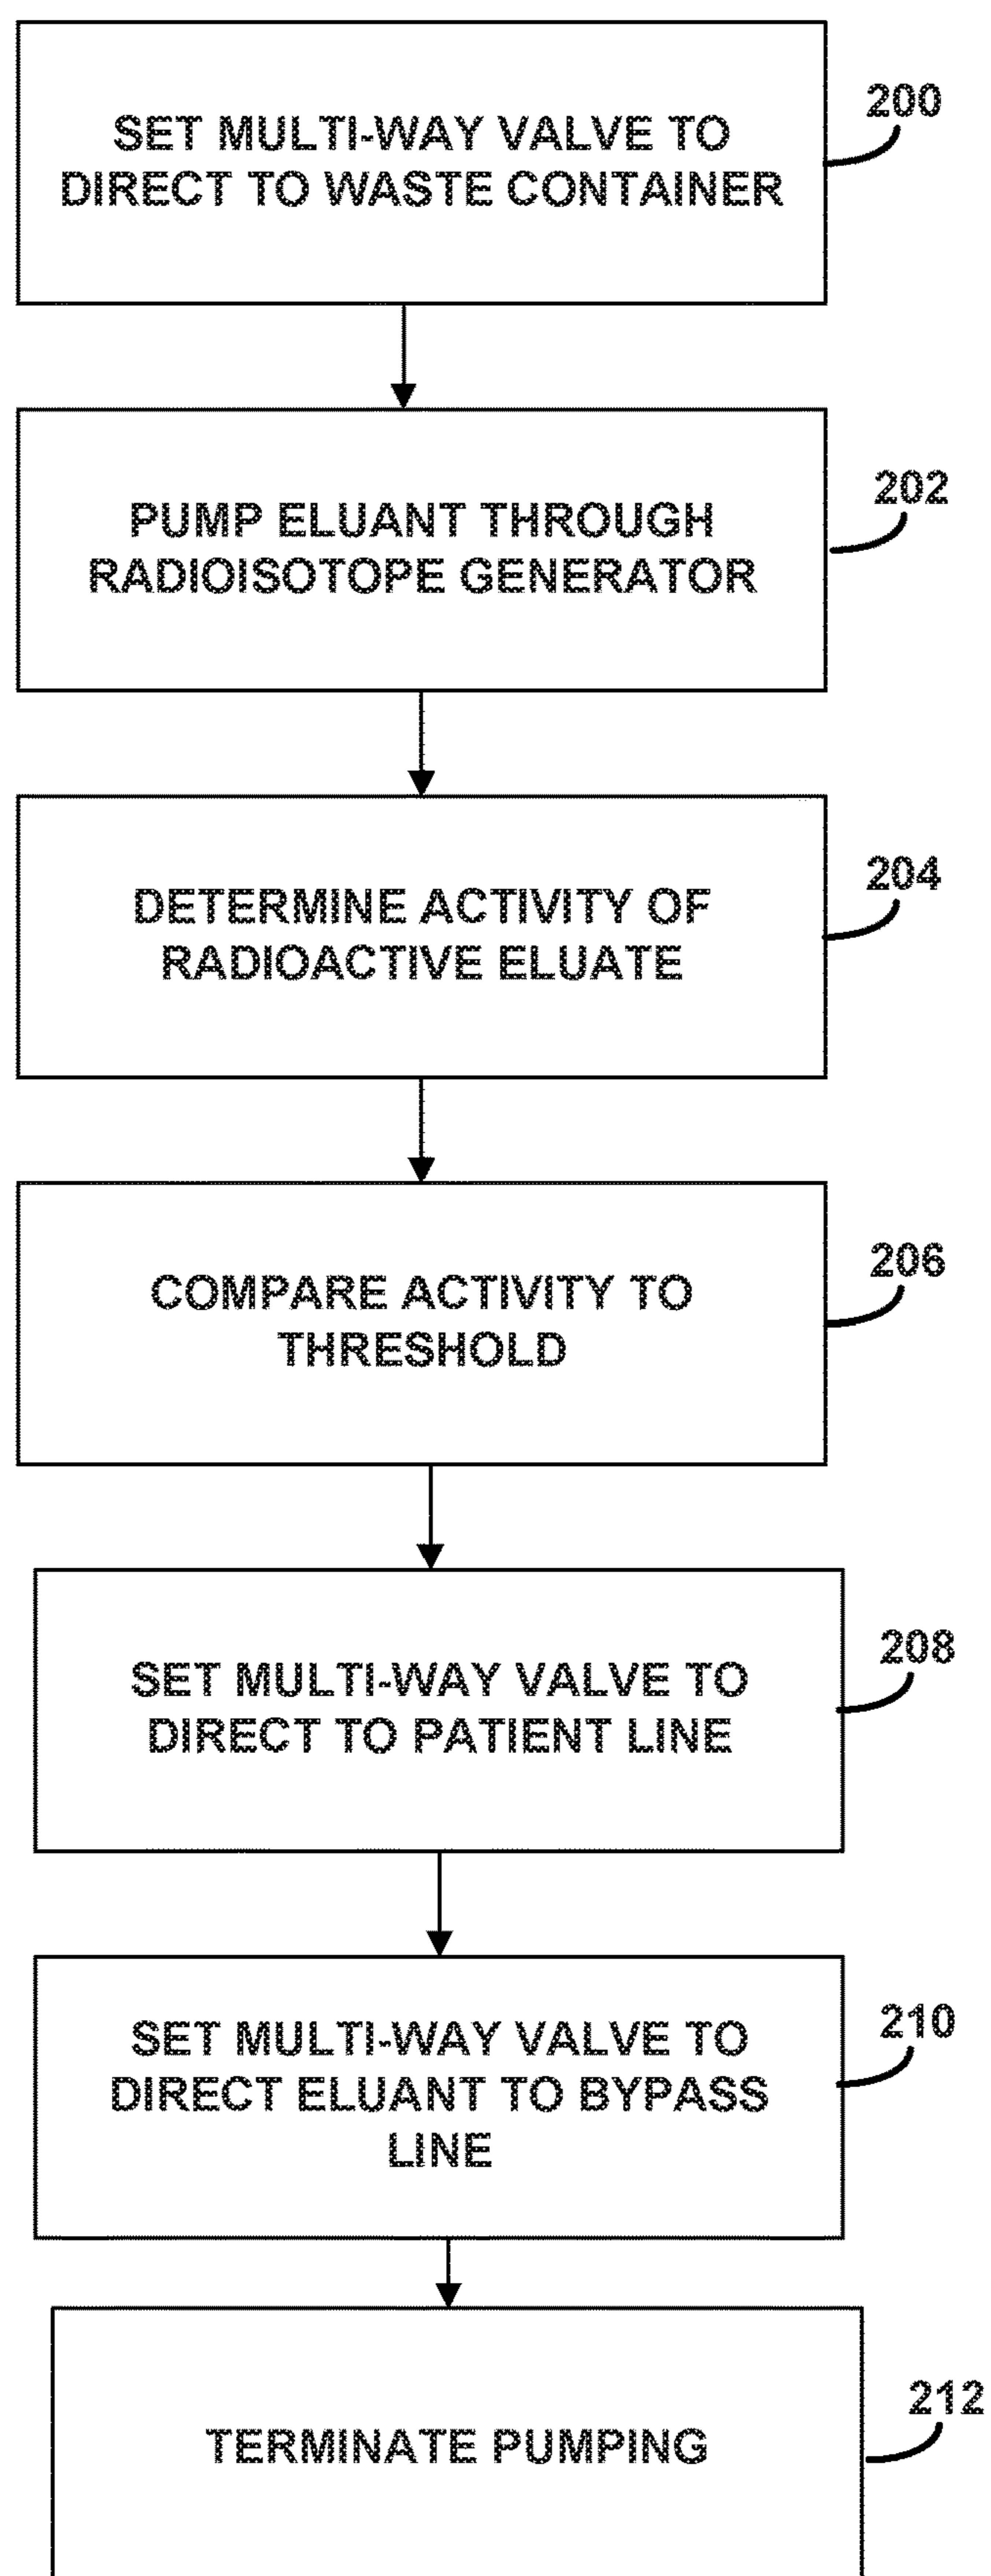 200
SET MULTI-WAY VALVE TO
DIRECT TO WASTE CONTAINER
202
PUMP ELUANT THROUGH
RADIOISOTOPE GENERATOR
204
DETERMINE ACTIVITY OF
RADIOACTIVE ELUATE
206
COMPARE ACTIVITY TO
THRESHOLD
208
SET MULTI-WAY VALVE TO
DIRECT TO PATIENT LINE
210
SET MULTI-WAY VALVE TO
DIRECT ELUANT TO BYPASS
LINE
212
TERMINATE PUMPING